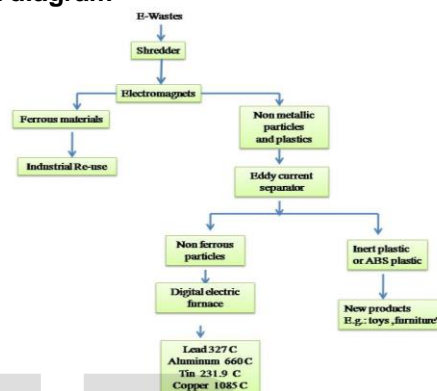 diagram
E-Wastes
Shredder
Electromagnets
Ferrous materials
Non metallic
particles
and plastics
Industrial Re-use
Eddy current
separator
Non ferrous
particles
Inert plastic
or ABS plastic
Digital electric
furnace
New products
E.g.: toys ,furniture'
Lead 327 C
Aluminum 660 C
Tin 231.9 C
Copper 1085 C